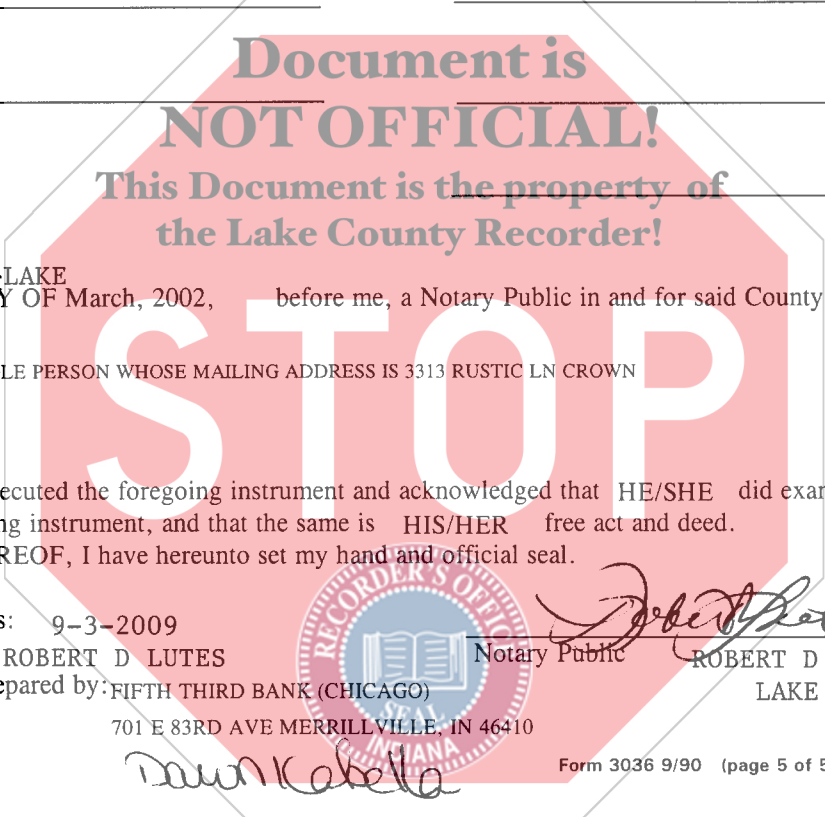 Document is
NOT OFFICIAL!
This Document is the property of
the Lake County Recorder!
LAKE
Y OF March, 2002, before me, a Notary Public in and for said County
STOP
LE PERSON WHOSE MAILING ADDRESS IS 3313 RUSTIC LN CROWN
ecuted the foregoing instrument and acknowledged that HE/SHE did exam
ng instrument, and that the same is HIS/HER free act and deed.
REOF, I have hereunto set my hand and official seal.
RECORDER'S OFFICE
SEAL
INDIANA
s: 9-3-2009
ROBERT D LUTES
Notary Public ROBERT D
epared by: FIFTH THIRD BANK (CHICAGO)
LAKE
701 E 83RD AVE MERRILLVILLE, IN 46410
Form 3036 9/90 (page 5 of 5